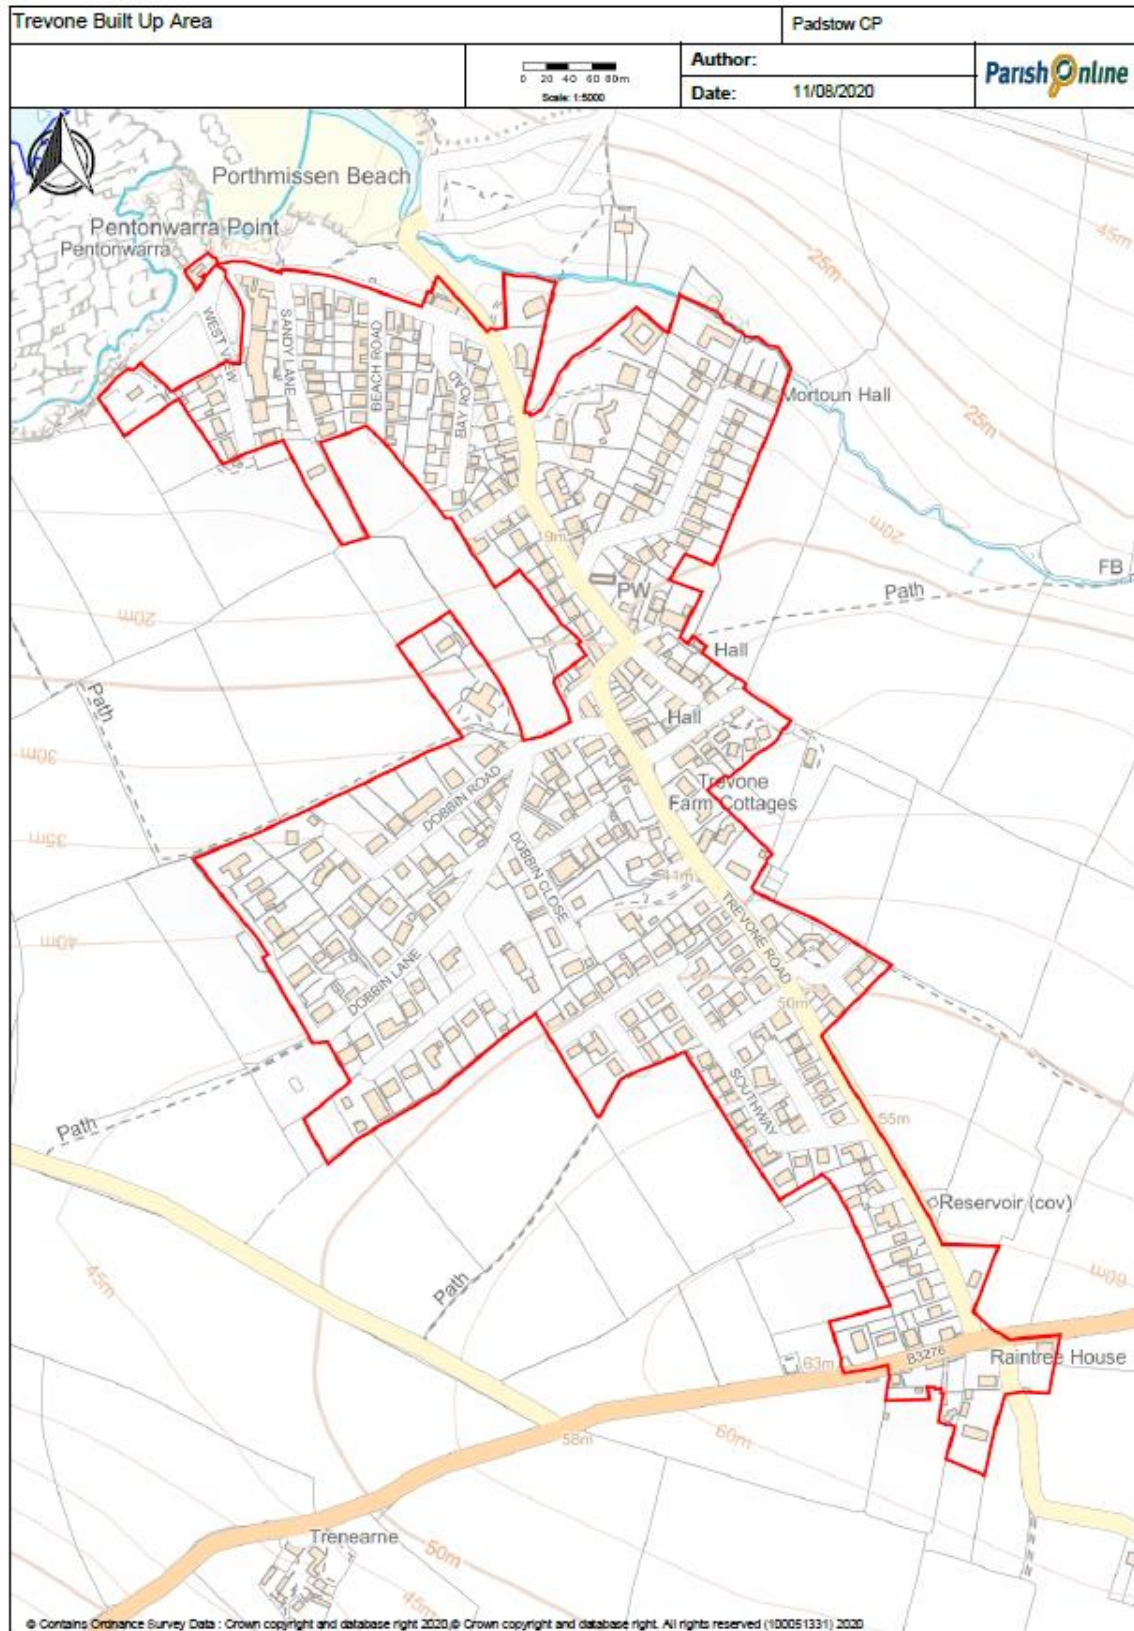 Trevone Built Up Area
Padstow CP
0 20 40 60 80m
Scale: 1:5000
Author:
Date: 11/08/2020
Parish Online
Porthmissen Beach
45m
Pentonwarra Point
Pentonwarra
25m
WEST VIEW
SANDY LANE
BEACH ROAD
BAY ROAD
Mortoun Hall
25m
20m
19m
FB
PW
Path
20m
Hall
Path
Hall
30m
Trevone
Farm Cottages
DOBBIN ROAD
35m
DOBBIN CLOSE
41m
TREVONE ROAD
40m
DOBBIN LANE
50m
SOUTHWAY
55m
Path
Reservoir (cov)
Path
45m
60m
B3276
Raintree House
63m
60m
58m
Trenearne
50m
45m
© Contains Ordnance Survey Data : Crown copyright and database right 2020,© Crown copyright and database right. All rights reserved (100051331) 2020